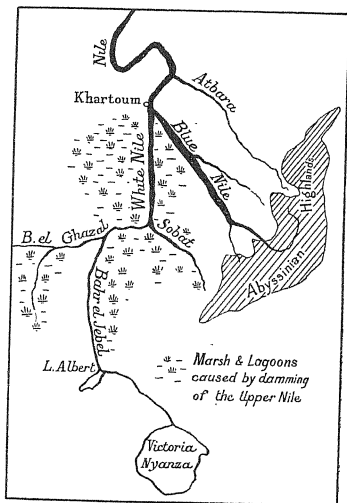 Nile
Atbara
Khartoum
Blue
Nile
White Nile
Highlands
Abyssinian
B. el Ghazal
Sobat
Bahr el Jebel
L. Albert
Marsh & Lagoons
caused by damming
of the Upper Nile
Victoria
Nyanza